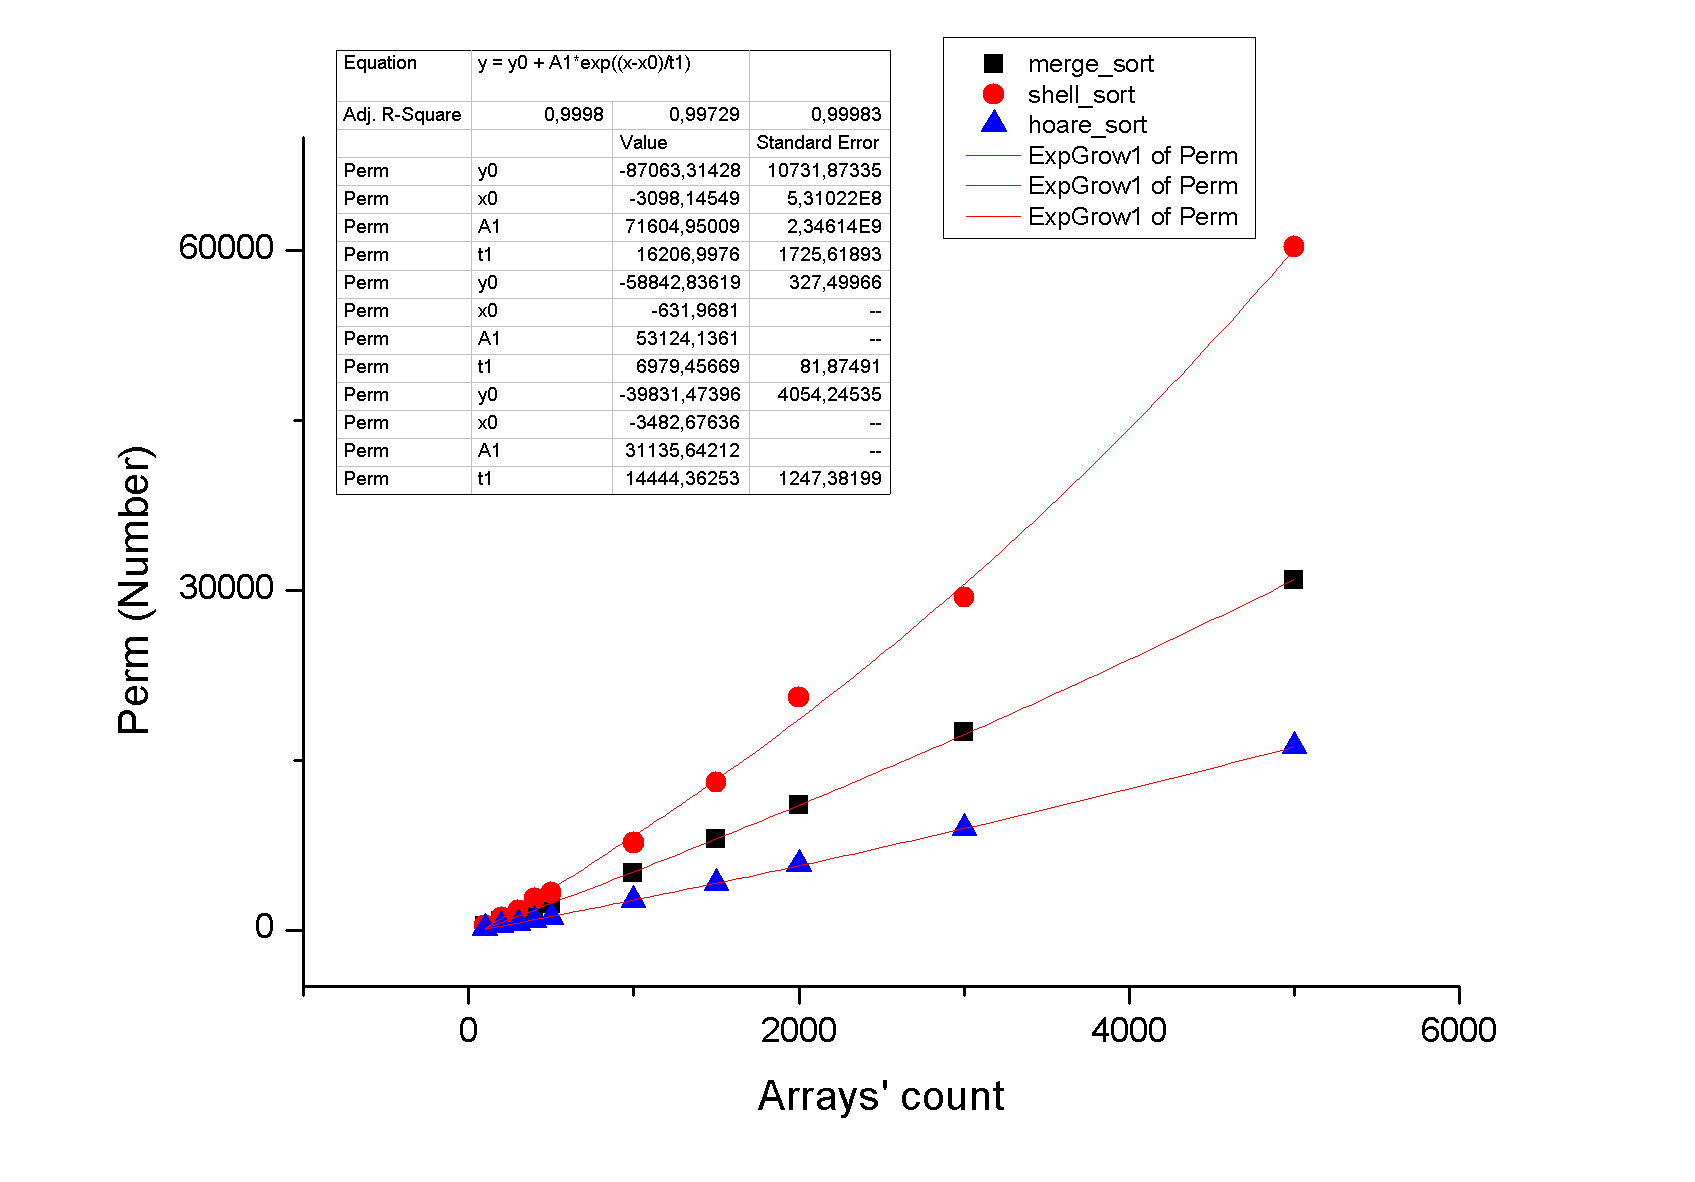 Equation y = y0 + A1*exp((x-x0)/t1)
Adj. R-Square 0,9998 0,99729 0,99983
Value Standard Error
Perm y0 -87063,31428 10731,87335
Perm x0 -3098,14549 5,31022E8
Perm A1 71604,95009 2,34614E9
Perm t1 16206,9976 1725,61893
Perm y0 -58842,83619 327,49966
Perm x0 -631,9681 --
Perm A1 53124,1361 --
Perm t1 6979,45669 81,87491
Perm y0 -39831,47396 4054,24535
Perm x0 -3482,67636 --
Perm A1 31135,64212 --
Perm t1 14444,36253 1247,38199
merge_sort
shell_sort
hoare_sort
ExpGrow1 of Perm
ExpGrow1 of Perm
ExpGrow1 of Perm
60000
30000
0
Perm (Number)
0 2000 4000 6000
Arrays' count